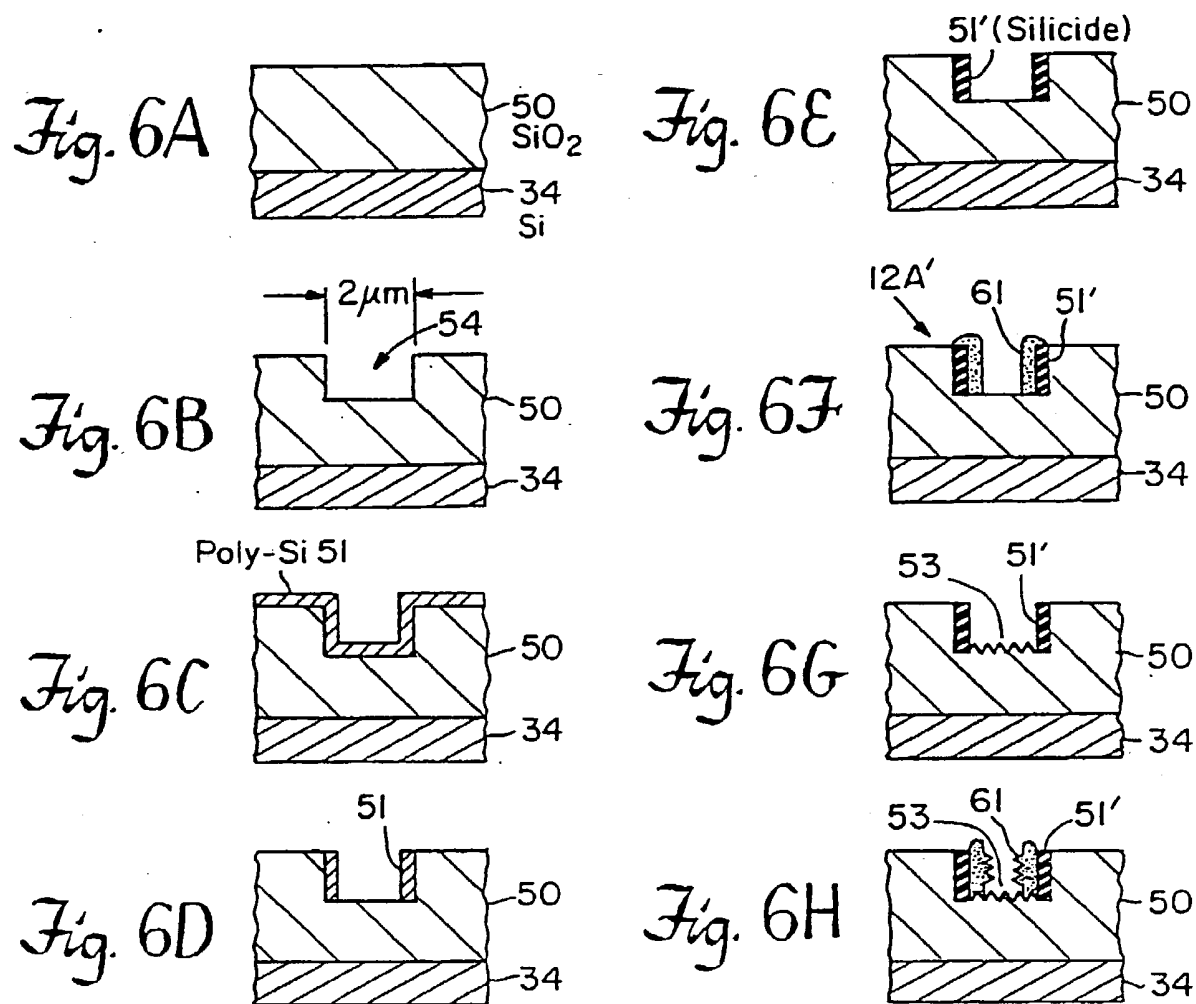 Fig. 6A
50
SiO2
34
Si
Fig. 6B
2μm
54
50
34
Fig. 6C
Poly-Si 51
50
34
Fig. 6D
51
50
34
Fig. 6E
51' (Silicide)
50
34
Fig. 6F
12A'
61
51'
50
34
Fig. 6G
53
51'
50
34
Fig. 6H
53
61
51'
50
34